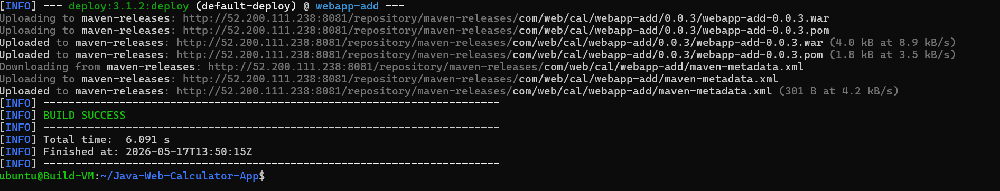 [INFO] --- deploy:3.1.2:deploy (default-deploy) @ webapp-add ---
Uploading to maven-releases: http://52.200.111.238:8081/repository/maven-releases/com/web/cal/webapp-add/0.0.3/webapp-add-0.0.3.war
Uploading to maven-releases: http://52.200.111.238:8081/repository/maven-releases/com/web/cal/webapp-add/0.0.3/webapp-add-0.0.3.pom
Uploaded to maven-releases: http://52.200.111.238:8081/repository/maven-releases/com/web/cal/webapp-add/0.0.3/webapp-add-0.0.3.war (4.0 kB at 8.9 kB/s)
Uploaded to maven-releases: http://52.200.111.238:8081/repository/maven-releases/com/web/cal/webapp-add/0.0.3/webapp-add-0.0.3.pom (1.8 kB at 3.5 kB/s)
Downloading from maven-releases: http://52.200.111.238:8081/repository/maven-releases/com/web/cal/webapp-add/maven-metadata.xml
Uploading to maven-releases: http://52.200.111.238:8081/repository/maven-releases/com/web/cal/webapp-add/maven-metadata.xml
Uploaded to maven-releases: http://52.200.111.238:8081/repository/maven-releases/com/web/cal/webapp-add/maven-metadata.xml (301 B at 4.2 kB/s)
[INFO] ------------------------------------------------------------------------
[INFO] BUILD SUCCESS
[INFO] ------------------------------------------------------------------------
[INFO] Total time:  6.091 s
[INFO] Finished at: 2026-05-17T13:50:15Z
[INFO] ------------------------------------------------------------------------
ubuntu@Build-VM:~/Java-Web-Calculator-App$